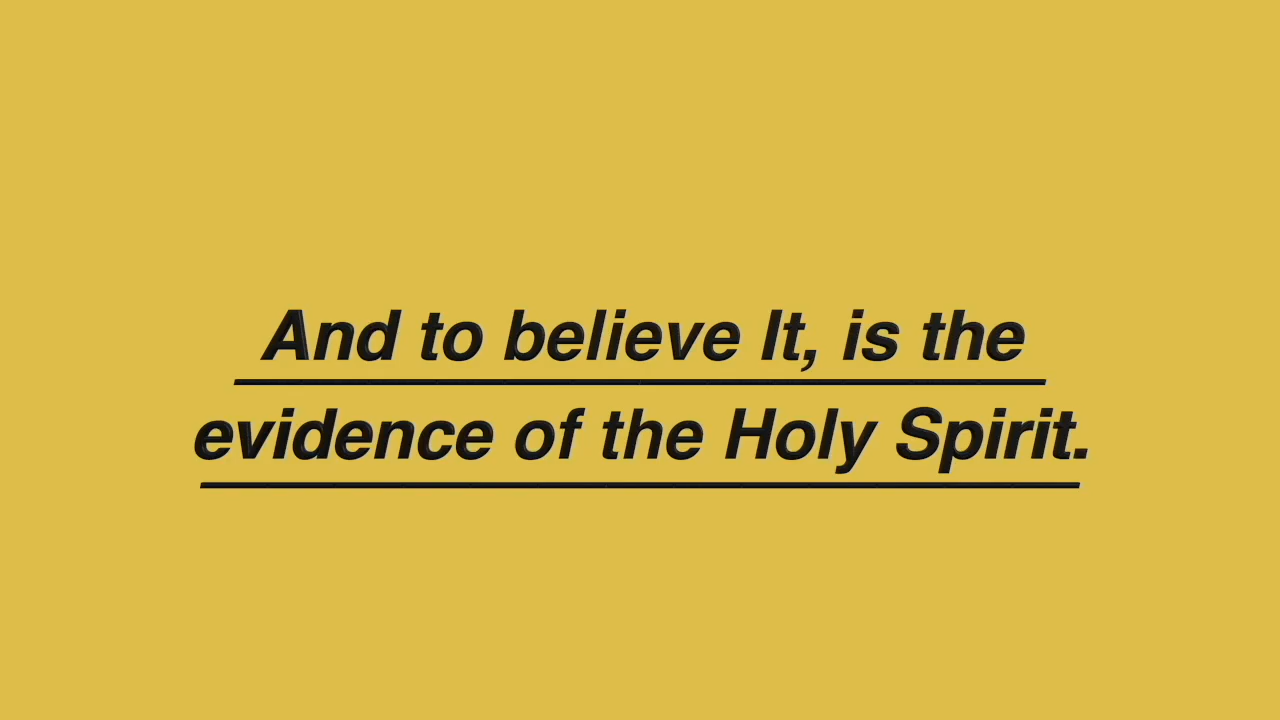 And to believe It, is the
evidence of the Holy Spirit.